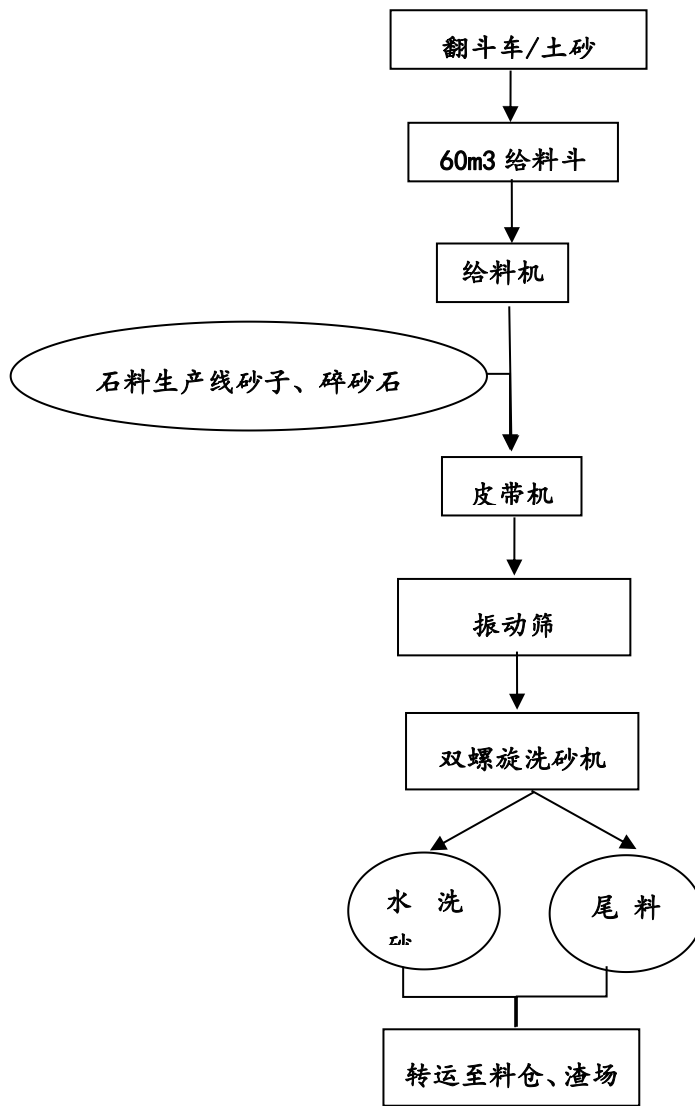 翻斗车/土砂
60m3 给料斗
给料机
石料生产线砂子、碎砂石
皮带机
振动筛
双螺旋洗砂机
水 洗
尾 料
转运至料仓、渣场